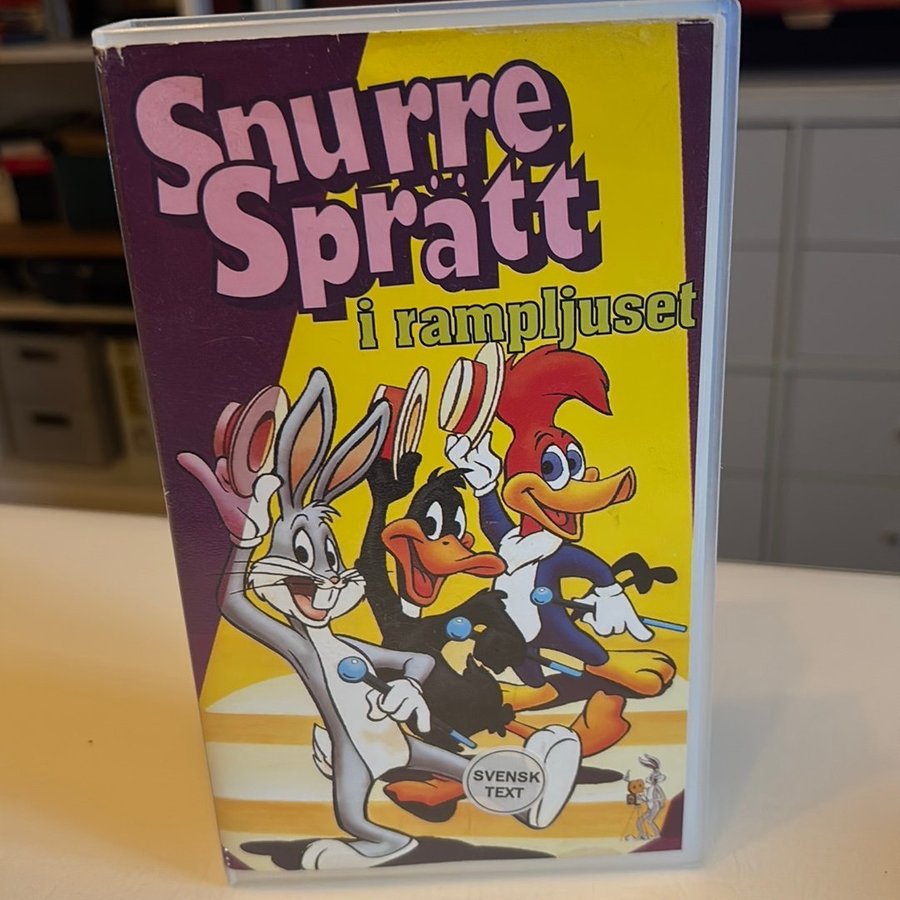 Snurre
Sprätt
i rampljuset
SVENSK
TEXT